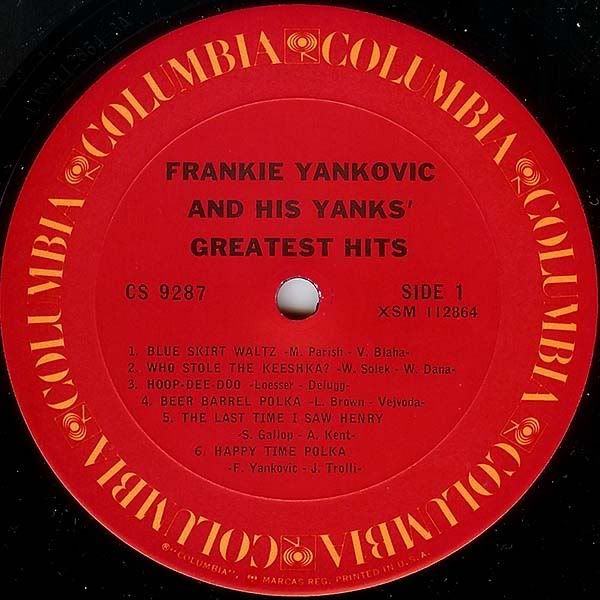 COLUMBIA COLUMBIA COLUMBIA COLUMBIA COLUMBIA COLUMBIA
FRANKIE YANKOVIC
AND HIS YANKS'
GREATEST HITS
CS 9287
SIDE 1
XSM 112864
1. BLUE SKIRT WALTZ -M. Parish - V. Blaha-
2. WHO STOLE THE KEESHKA? -W. Solek - W. Dana-
3. HOOP-DEE-DOO -Loesser - Delugg-
4. BEER BARREL POLKA -L. Brown - Vejvoda-
5. THE LAST TIME I SAW HENRY
-S. Gallop - A. Kent-
6. HAPPY TIME POLKA
-F. Yankovic - J. Trolli-
® "COLUMBIA", MARCAS REG. PRINTED IN U.S.A.